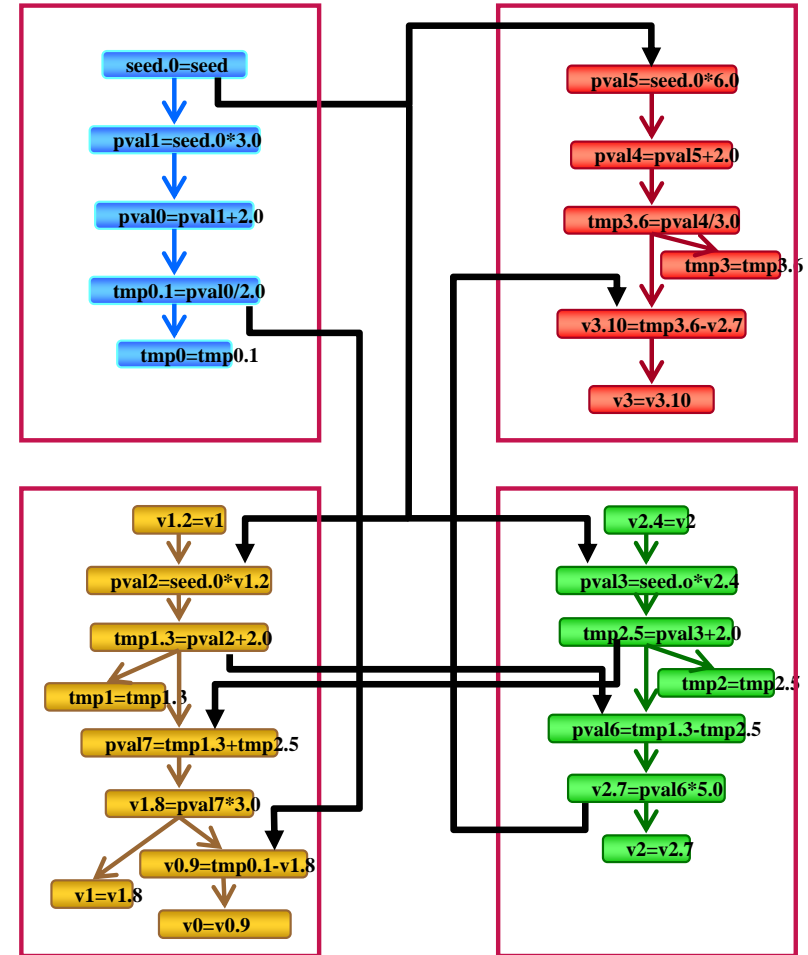 seed.0=seed
pval1=seed.0*3.0
pval0=pval1+2.0
tmp0.1=pval0/2.0
tmp0=tmp0.1
pval5=seed.0*6.0
pval4=pval5+2.0
tmp3.6=pval4/3.0
tmp3=tmp3.6
v3.10=tmp3.6-v2.7
v3=v3.10
v1.2=v1
pval2=seed.0*v1.2
tmp1.3=pval2+2.0
tmp1=tmp1.3
pval7=tmp1.3+tmp2.5
v1.8=pval7*3.0
v0.9=tmp0.1-v1.8
v1=v1.8
v0=v0.9
v2.4=v2
pval3=seed.o*v2.4
tmp2.5=pval3+2.0
tmp2=tmp2.5
pval6=tmp1.3-tmp2.5
v2.7=pval6*5.0
v2=v2.7